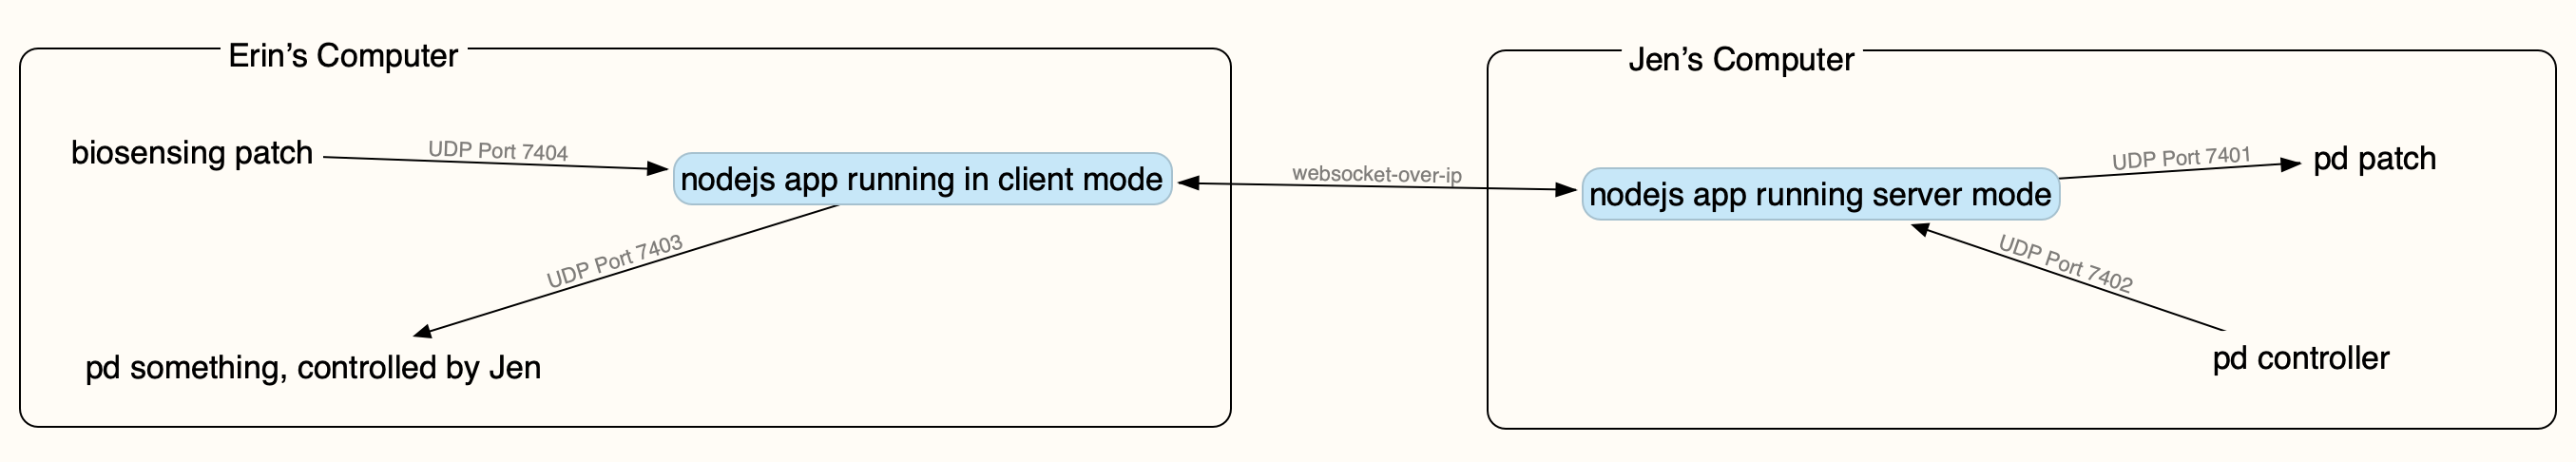 Erin’s Computer
biosensing patch
UDP Port 7404
nodejs app running in client mode
UDP Port 7403
pd something, controlled by Jen
websocket-over-ip
Jen’s Computer
nodejs app running server mode
UDP Port 7401
pd patch
UDP Port 7402
pd controller